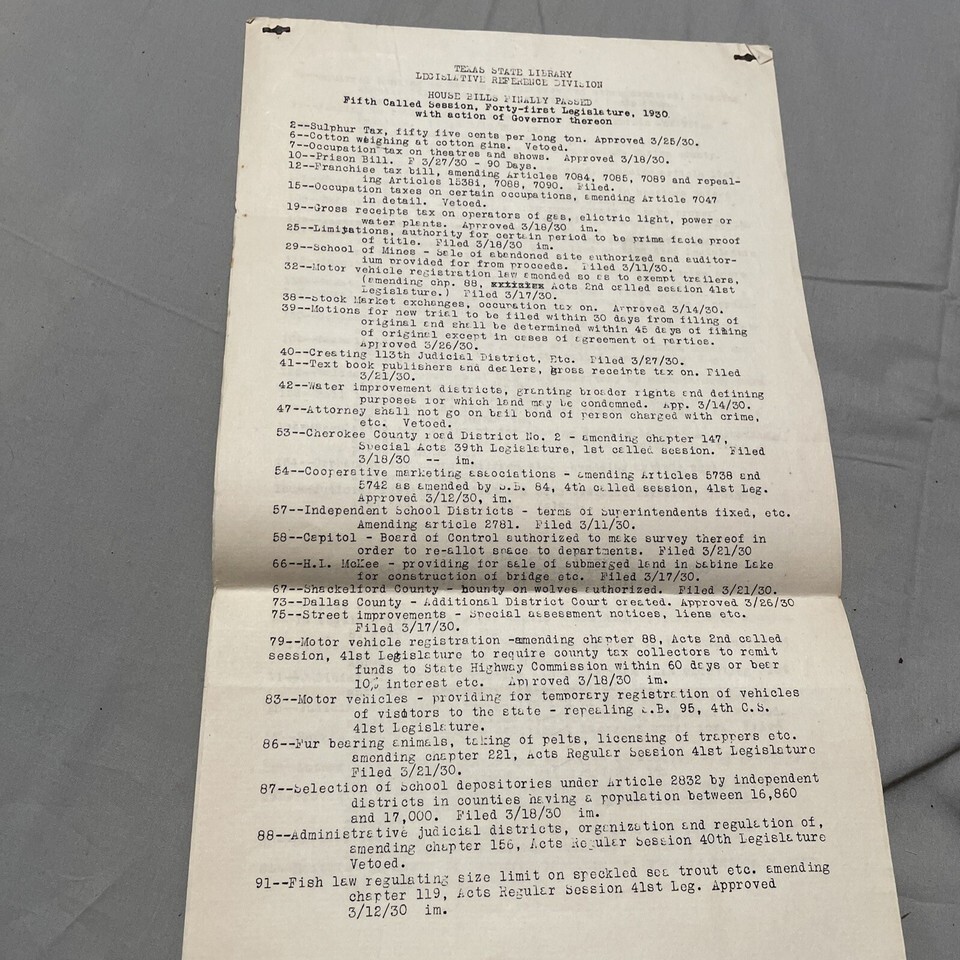 TEXAS STATE LIBRARY
LEGISLATIVE REFERENCE DIVISION
HOUSE BILLS FINALLY PASSED
Fifth Called Session, Forty-first Legislature, 1930
with action of Governor thereon
2--Sulphur Tax, fifty five cents per long ton. Approved 3/25/30.
6--Cotton weighing at cotton gins. Vetoed.
7--Occupation tax on theatres and shows. Approved 3/18/30.
10--Prison Bill. F 3/27/30 - 90 Days.
12--Franchise tax bill, amending Articles 7084, 7085, 7089 and repeal-
ing Articles 1538i, 7088, 7090. Filed.
15--Occupation taxes on certain occupations, amending Article 7047
in detail. Vetoed.
19--Gross receipts tax on operators of gas, elictric light, power or
water plants. Approved 3/18/30 im.
25--Limitations, authority for certain period to be prima facie proof
of title. Filed 3/18/30 im.
29--School of Mines - Sale of abandoned site authorized and auditor-
ium provided for from proceeds. Filed 3/11/30.
32--Motor vehicle registration law amended so as to exempt trailers,
(amending chp. 88, Acts 2nd called session 41st
Legislature.) Filed 3/17/30.
38--Stock Market exchanges, occupation tax on. Approved 3/14/30.
39--Motions for new trial to be filed within 30 days from filing of
original and shall be determined within 45 days of filing
of original except in cases of agreement of parties.
Approved 3/26/30.
40--Creating 113th Judicial District, Etc. Filed 3/27/30.
41--Text book publishers and dealers, gross receints tax on. Filed
3/21/30.
42--Water improvement districts, granting broader rights and defining
purposes for which land may be condemned. App. 3/14/30.
47--Attorney shall not go on bail bond of person charged with crime,
etc. Vetoed.
53--Cherokee County road District No. 2 - amending chapter 147,
Special Acts 39th Legislature, 1st called session. Filed
3/18/30 -- im.
54--Cooperative marketing associations - amending Articles 5738 and
5742 as amended by S.B. 84, 4th called session, 41st Leg.
Approved 3/12/30, im.
57--Independent School Districts - terms of Superintendents fixed, etc.
Amending article 2781. Filed 3/11/30.
58--Capitol - Board of Control authorized to make survey thereof in
order to re-allot space to departments. Filed 3/21/30
66--H.L. McKee - providing for sale of submerged land in Sabine Lake
for construction of bridge etc. Filed 3/17/30.
67--Shackelford County - bounty on wolves authorized. Filed 3/21/30.
73--Dallas County - Additional District Court created. Approved 3/26/30
75--Street improvements - Special assessment notices, liens etc.
Filed 3/17/30.
79--Motor vehicle registration -amending chapter 88, Acts 2nd called
session, 41st Legislature to require county tax collectors to remit
funds to State Highway Commission within 60 days or bear
10% interest etc. Approved 3/18/30 im.
83--Motor vehicles - providing for temporary registration of vehicles
of visitors to the state - repealing S.B. 95, 4th C.S.
41st Legislature.
86--Fur bearing animals, taking of pelts, licensing of trappers etc.
amending chapter 221, Acts Regular Session 41st Legislature
Filed 3/21/30.
87--Selection of School depositories under Article 2832 by independent
districts in counties having a population between 16,860
and 17,000. Filed 3/18/30 im.
88--Administrative judicial districts, organization and regulation of,
amending chapter 156, Acts Regular Session 40th Legislature
Vetoed.
91--Fish law regulating size limit on speckled sea trout etc. amending
chapter 119, Acts Regular Session 41st Leg. Approved
3/12/30 im.